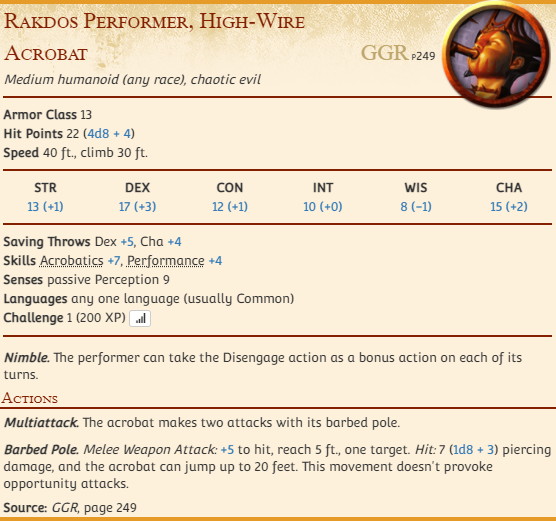 Rakdos Performer, High-Wire
Acrobat
GGR p249
Medium humanoid (any race), chaotic evil
Armor Class 13
Hit Points 22 (4d8 + 4)
Speed 40 ft., climb 30 ft.
STR DEX CON INT WIS CHA
13 (+1) 17 (+3) 12 (+1) 10 (+0) 8 (−1) 15 (+2)
Saving Throws Dex +5, Cha +4
Skills Acrobatics +7, Performance +4
Senses passive Perception 9
Languages any one language (usually Common)
Challenge 1 (200 XP)
Nimble. The performer can take the Disengage action as a bonus action on each of its
turns.
Actions
Multiattack. The acrobat makes two attacks with its barbed pole.
Barbed Pole. Melee Weapon Attack: +5 to hit, reach 5 ft., one target. Hit: 7 (1d8 + 3) piercing
damage, and the acrobat can jump up to 20 feet. This movement doesn't provoke
opportunity attacks.
Source: GGR, page 249